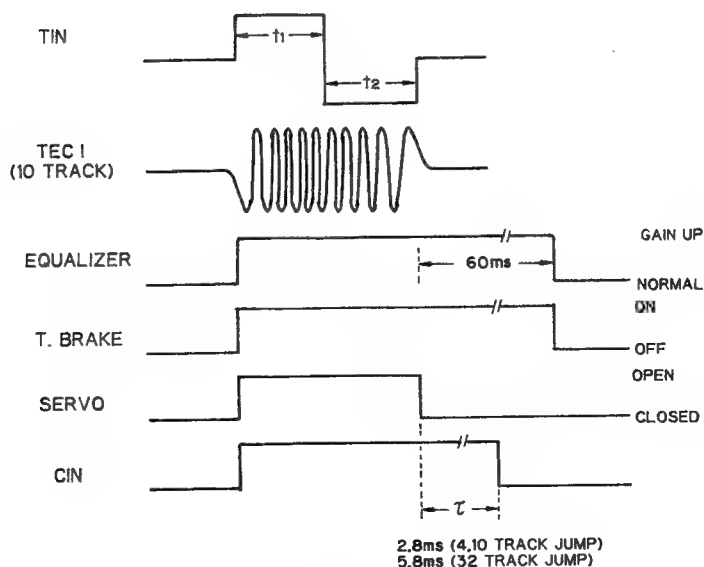 TIN
t1
t2
TEC I
(10 TRACK)
EQUALIZER
GAIN UP
60ms
NORMAL
ON
T. BRAKE
OFF
OPEN
SERVO
CLOSED
CIN
τ
2.8ms (4,10 TRACK JUMP)
5.8ms (32 TRACK JUMP)